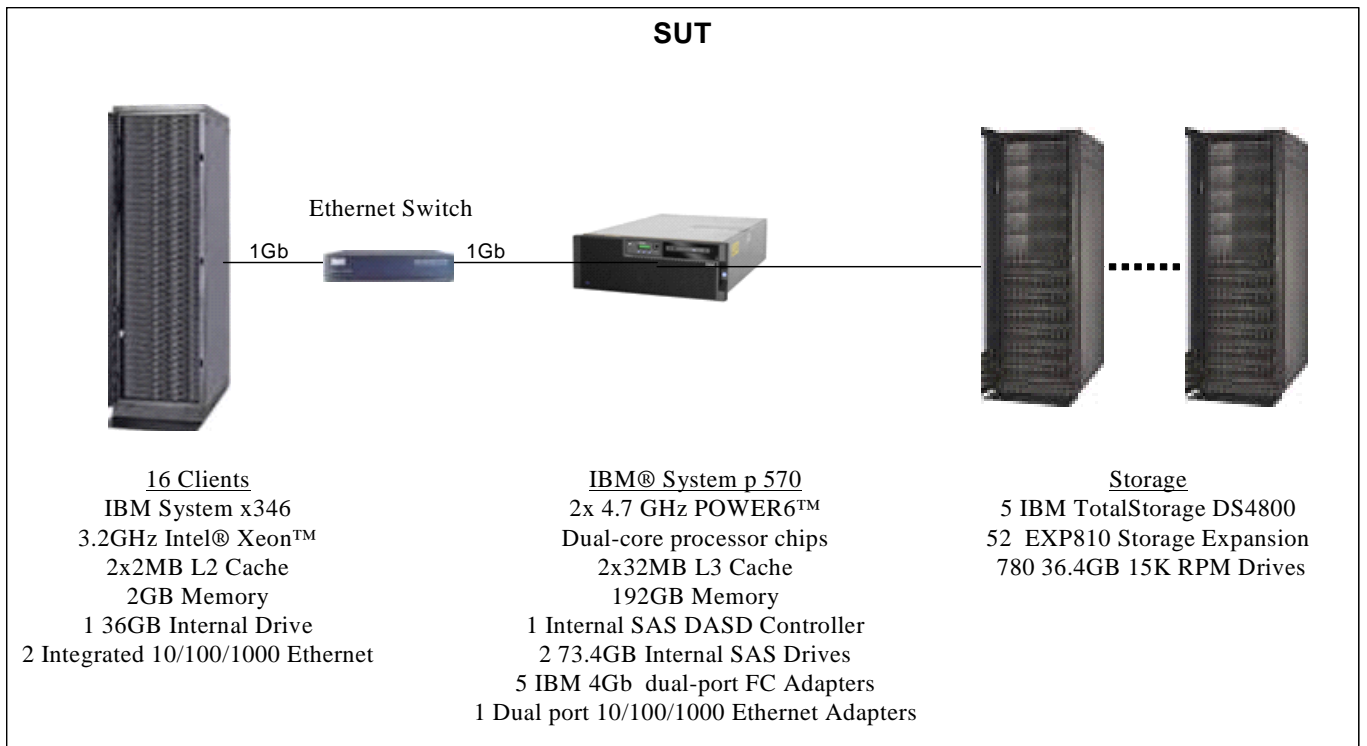 SUT
Ethernet Switch
1Gb
1Gb
16 Clients
IBM System x346
3.2GHz Intel® Xeon™
2x2MB L2 Cache
2GB Memory
1 36GB Internal Drive
2 Integrated 10/100/1000 Ethernet
IBM® System p 570
2x 4.7 GHz POWER6™
Dual-core processor chips
2x32MB L3 Cache
192GB Memory
1 Internal SAS DASD Controller
2 73.4GB Internal SAS Drives
5 IBM 4Gb dual-port FC Adapters
1 Dual port 10/100/1000 Ethernet Adapters
Storage
5 IBM TotalStorage DS4800
52 EXP810 Storage Expansion
780 36.4GB 15K RPM Drives